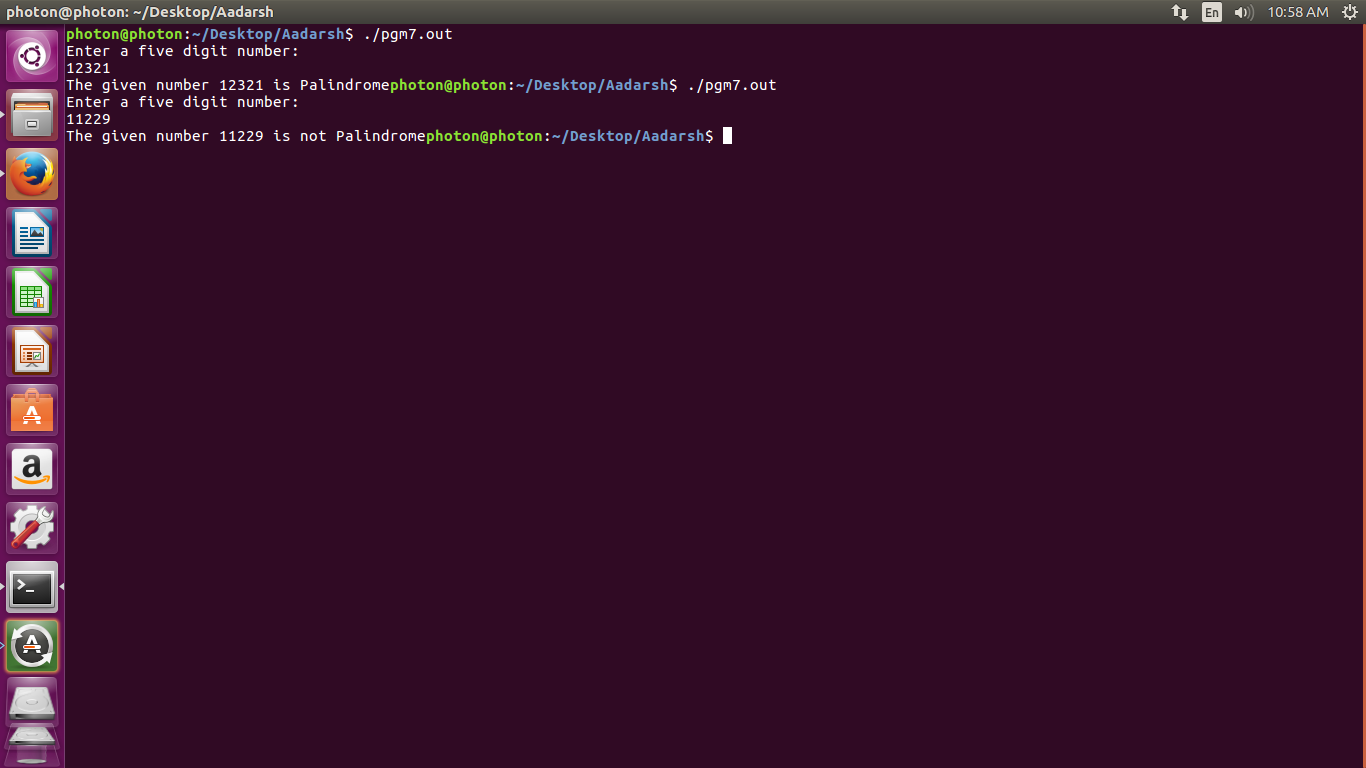 photon@photon: ~/Desktop/Aadarsh
En
10:58 AM
photon@photon:~/Desktop/Aadarsh$ ./pgm7.out
Enter a five digit number:
12321
The given number 12321 is Palindromephoton@photon:~/Desktop/Aadarsh$ ./pgm7.out
Enter a five digit number:
11229
The given number 11229 is not Palindromephoton@photon:~/Desktop/Aadarsh$
a
>_